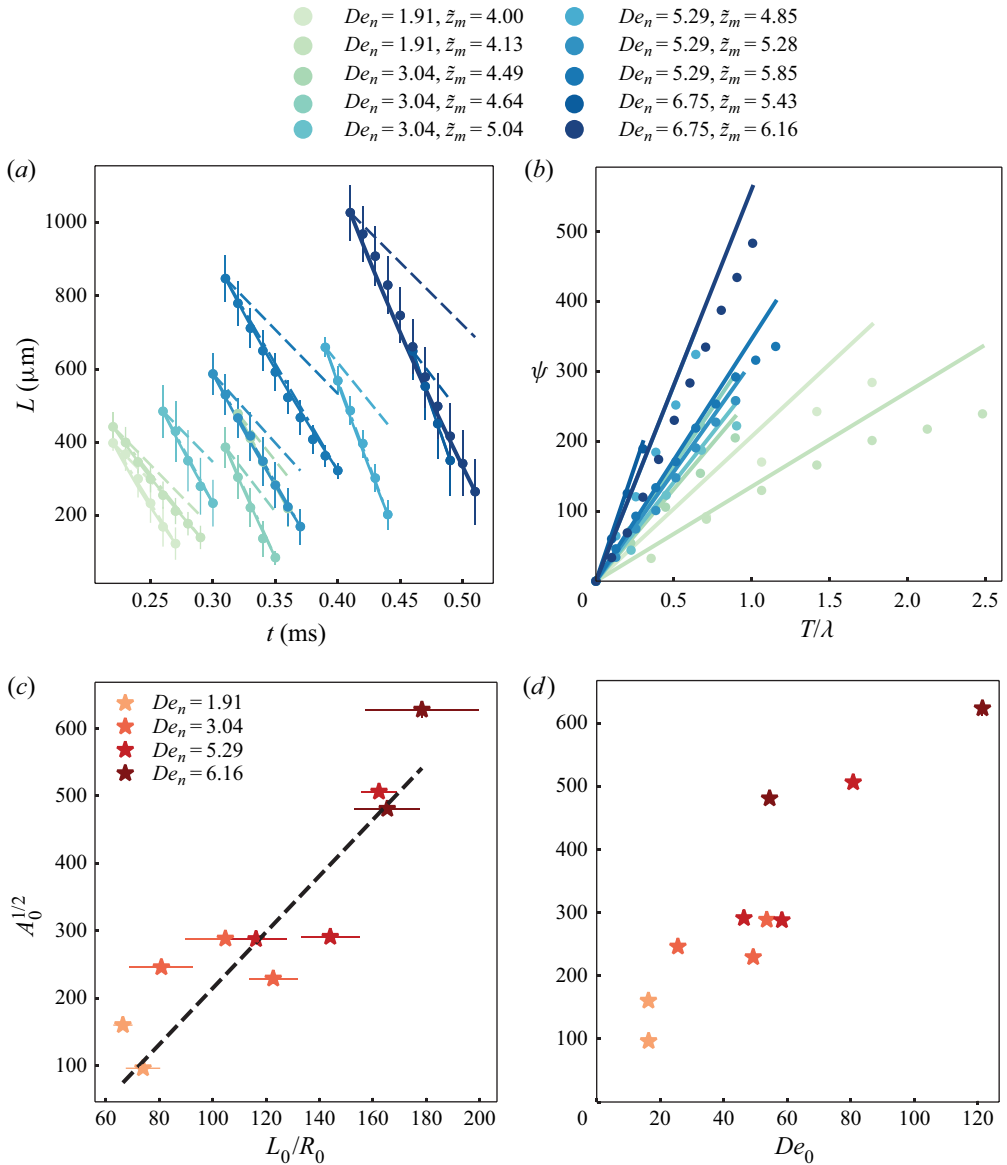 De_n = 1.91, z̃_m = 4.00
De_n = 1.91, z̃_m = 4.13
De_n = 3.04, z̃_m = 4.49
De_n = 3.04, z̃_m = 4.64
De_n = 3.04, z̃_m = 5.04
De_n = 5.29, z̃_m = 4.85
De_n = 5.29, z̃_m = 5.28
De_n = 5.29, z̃_m = 5.85
De_n = 6.75, z̃_m = 5.43
De_n = 6.75, z̃_m = 6.16
(a)
L (μm)
1000
800
600
400
200
0.25 0.30 0.35 0.40 0.45 0.50
t (ms)
(b)
ψ
500
400
300
200
100
0 0.5 1.0 1.5 2.0 2.5
T/λ
(c)
De_n = 1.91
De_n = 3.04
De_n = 5.29
De_n = 6.16
A_0^{1/2}
600
500
400
300
200
100
60 80 100 120 140 160 180 200
L_0/R_0
(d)
600
500
400
300
200
100
0
0 20 40 60 80 100 120
De_0